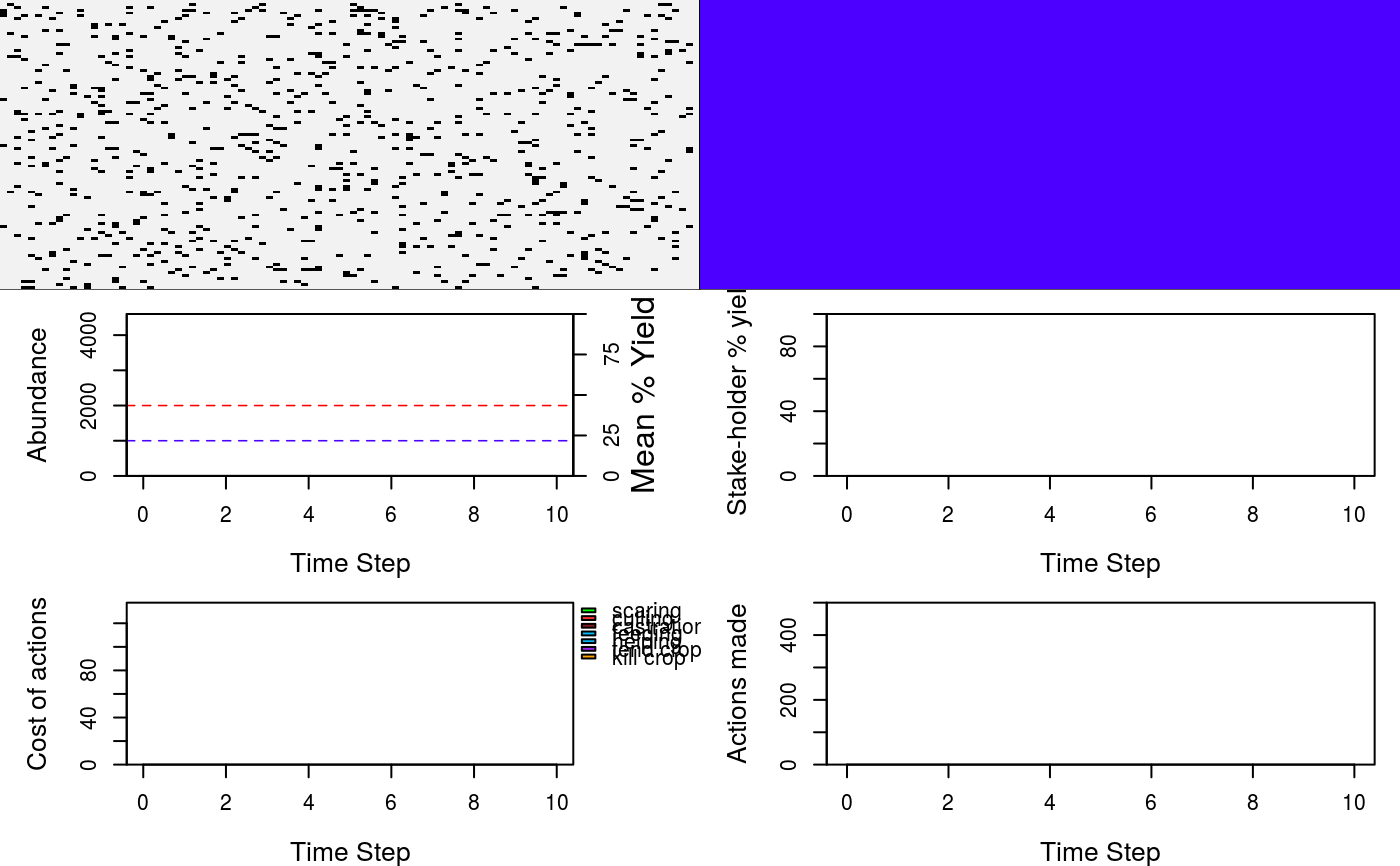 Abundance
0 2000 4000
0 25 75
Mean % Yield
0 2 4 6 8 10
Time Step
Stake-holder % yiel
0 40 80
0 2 4 6 8 10
Time Step
Cost of actions
0 40 80
0 2 4 6 8 10
Time Step
scaring
culling
castration
feeding
helping
tend crop
kill crop
Actions made
0 200 400
0 2 4 6 8 10
Time Step